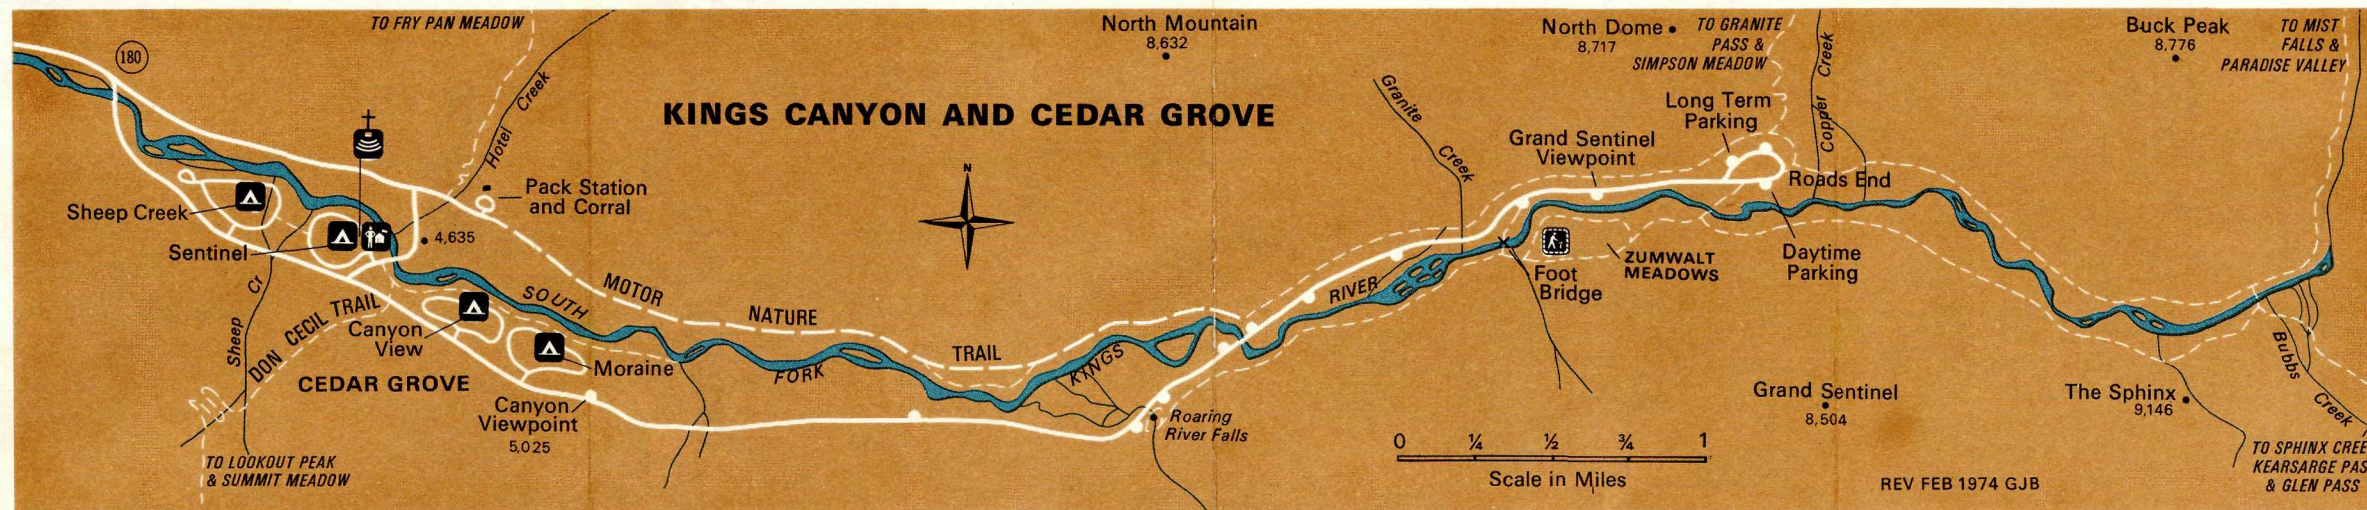 180
TO FRY PAN MEADOW
North Mountain
8,632
North Dome
8,717
TO GRANITE
PASS &
SIMPSON MEADOW
Buck Peak
8,776
TO MIST
FALLS &
PARADISE VALLEY
KINGS CANYON AND CEDAR GROVE
Hotel Creek
Granite Creek
Copper Creek
Long Term
Parking
Grand Sentinel
Viewpoint
Roads End
Pack Station
and Corral
N
Sheep Creek
Sentinel
4,635
Daytime
Parking
ZUMWALT
MEADOWS
Foot
Bridge
Sheep Cr
DON CECIL TRAIL
Canyon
View
CEDAR GROVE
Moraine
SOUTH FORK KINGS RIVER
MOTOR NATURE TRAIL
Canyon
Viewpoint
5,025
Roaring
River Falls
Grand Sentinel
8,504
The Sphinx
9,146
Bubbs Creek
TO LOOKOUT PEAK
& SUMMIT MEADOW
0 ¼ ½ ¾ 1
Scale in Miles
REV FEB 1974 GJB
TO SPHINX CREE
KEARSARGE PAS
& GLEN PASS